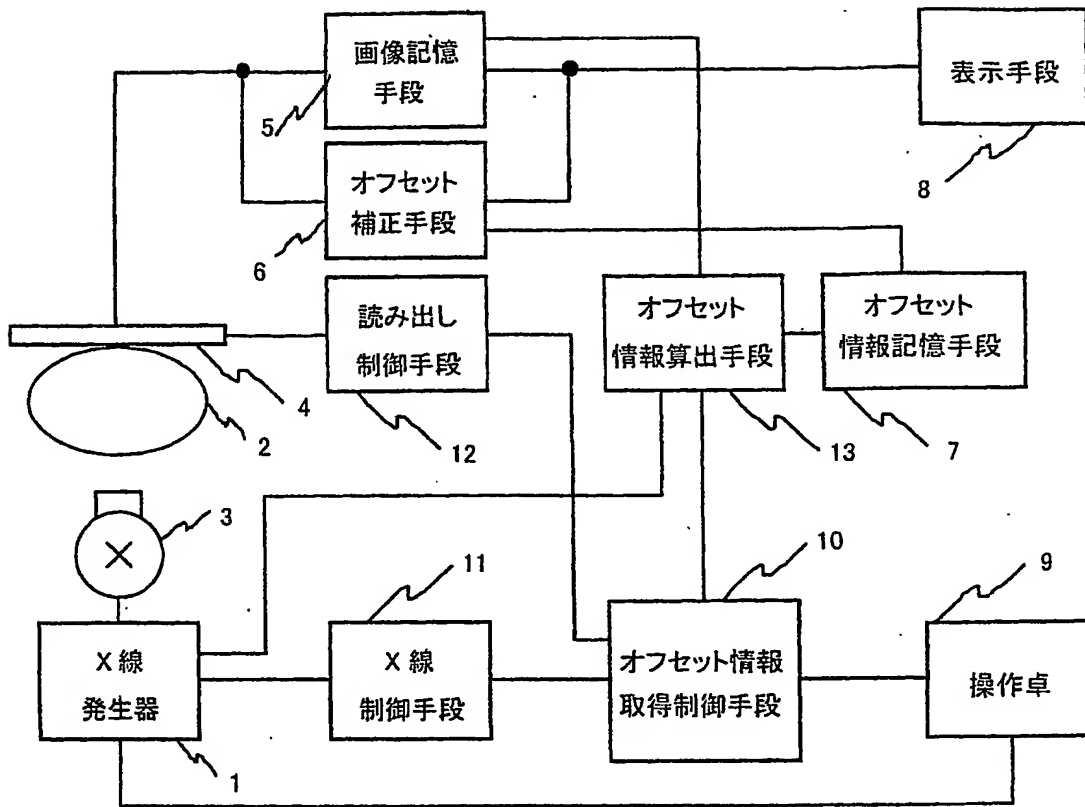 画像記憶
手段
5
表示手段
8
オフセット
補正手段
6
読み出し
制御手段
12
オフセット
情報算出手段
13
オフセット
情報記憶手段
7
4
2
3
X線
発生器
1
11
X線
制御手段
10
オフセット情報
取得制御手段
9
操作卓